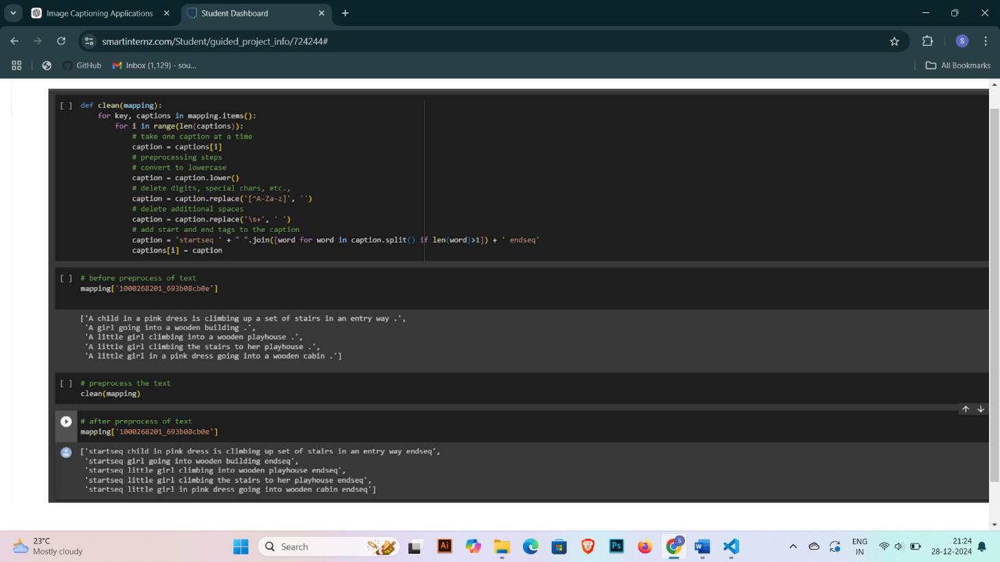 Image Captioning Applications
Student Dashboard
smartinternz.com/Student/guided_project_info/724244#
S
GitHub
Inbox (1,129) - sou...
All Bookmarks
[ ] def clean(mapping):
    for key, captions in mapping.items():
        for i in range(len(captions)):
            # take one caption at a time
            caption = captions[i]
            # preprocessing steps
            # convert to lowercase
            caption = caption.lower()
            # delete digits, special chars, etc.,
            caption = caption.replace('[^A-Za-z]', '')
            # delete additional spaces
            caption = caption.replace('\s+', ' ')
            # add start and end tags to the caption
            caption = 'startseq ' + " ".join([word for word in caption.split() if len(word)>1]) + ' endseq'
            captions[i] = caption
[ ] # before preprocess of text
mapping['1000268201_693b08cb0e']
['A child in a pink dress is climbing up a set of stairs in an entry way .',
 'A girl going into a wooden building .',
 'A little girl climbing into a wooden playhouse .',
 'A little girl climbing the stairs to her playhouse .',
 'A little girl in a pink dress going into a wooden cabin .']
[ ] # preprocess the text
clean(mapping)
# after preprocess of text
mapping['1000268201_693b08cb0e']
['startseq child in pink dress is climbing up set of stairs in an entry way endseq',
 'startseq girl going into wooden building endseq',
 'startseq little girl climbing into wooden playhouse endseq',
 'startseq little girl climbing the stairs to her playhouse endseq',
 'startseq little girl in pink dress going into wooden cabin endseq']
23°C
Mostly cloudy
Search
Ai
Ps
S
W
ENG
IN
21:24
28-12-2024